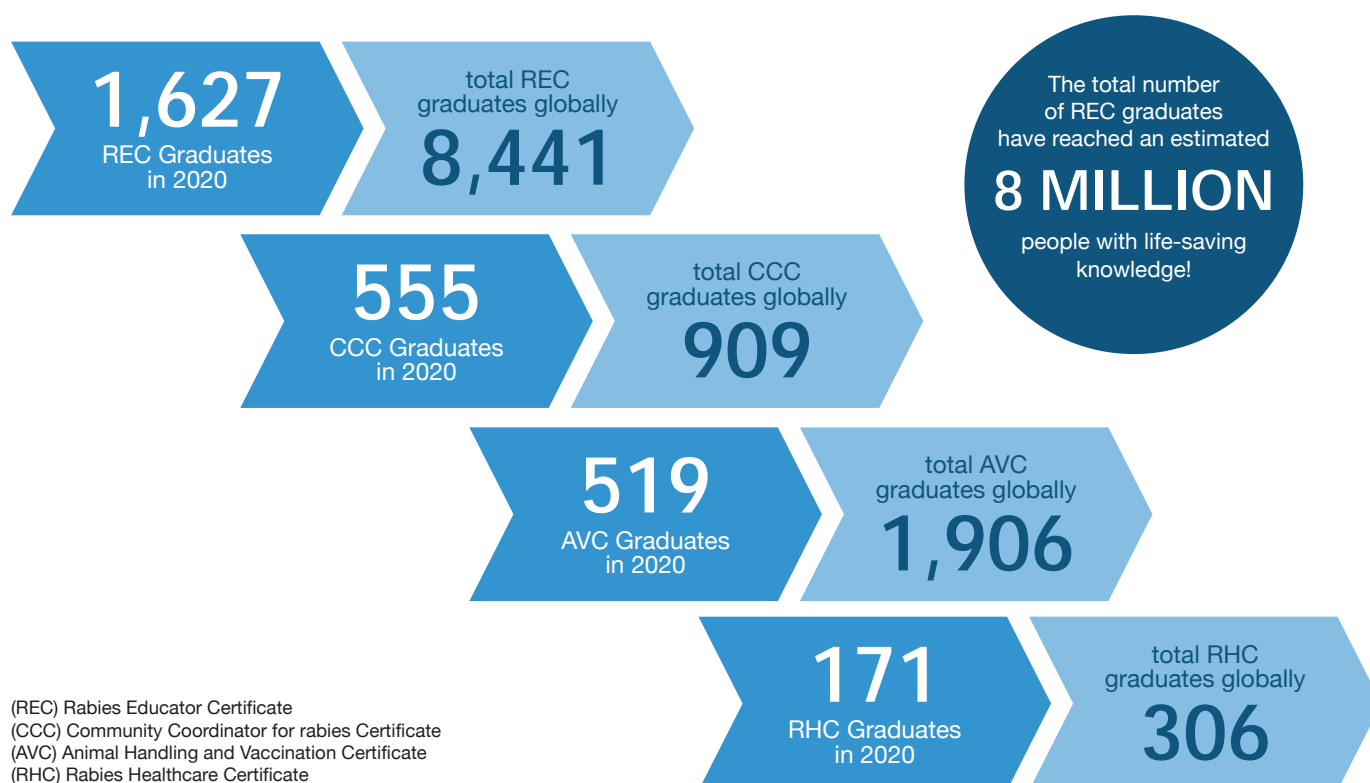 1,627
REC Graduates
in 2020
total REC
graduates globally
8,441
The total number
of REC graduates
have reached an estimated
8 MILLION
people with life-saving
knowledge!
555
CCC Graduates
in 2020
total CCC
graduates globally
909
519
AVC Graduates
in 2020
total AVC
graduates globally
1,906
171
RHC Graduates
in 2020
total RHC
graduates globally
306
(REC) Rabies Educator Certificate
(CCC) Community Coordinator for rabies Certificate
(AVC) Animal Handling and Vaccination Certificate
(RHC) Rabies Healthcare Certificate